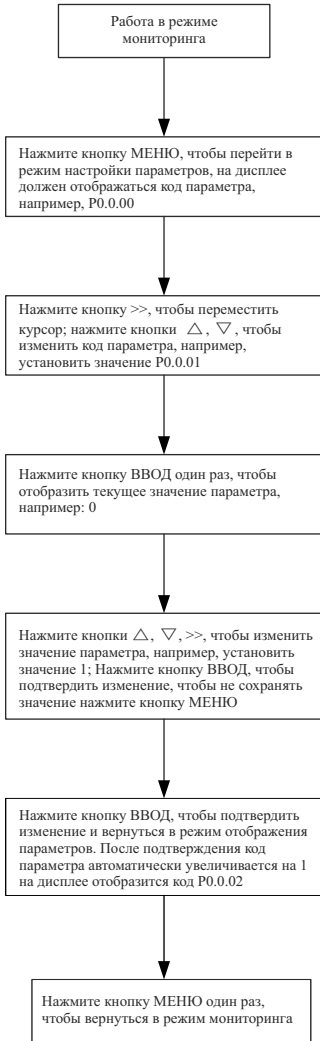 Работа в режиме
мониторинга
Нажмите кнопку МЕНЮ, чтобы перейти в
режим настройки параметров, на дисплее
должен отображаться код параметра,
например, P0.0.00
Нажмите кнопку >>, чтобы переместить
курсор; нажмите кнопки △, ▽, чтобы
изменить код параметра, например,
установить значение P0.0.01
Нажмите кнопку ВВОД один раз, чтобы
отобразить текущее значение параметра,
например: 0
Нажмите кнопки △, ▽, >>, чтобы изменить
значение параметра, например, установить
значение 1; Нажмите кнопку ВВОД, чтобы
подтвердить изменение, чтобы не сохранять
значение нажмите кнопку МЕНЮ
Нажмите кнопку ВВОД, чтобы подтвердить
изменение и вернуться в режим отображения
параметров. После подтверждения код
параметра автоматически увеличивается на 1
на дисплее отобразится код P0.0.02
Нажмите кнопку МЕНЮ один раз,
чтобы вернуться в режим мониторинга